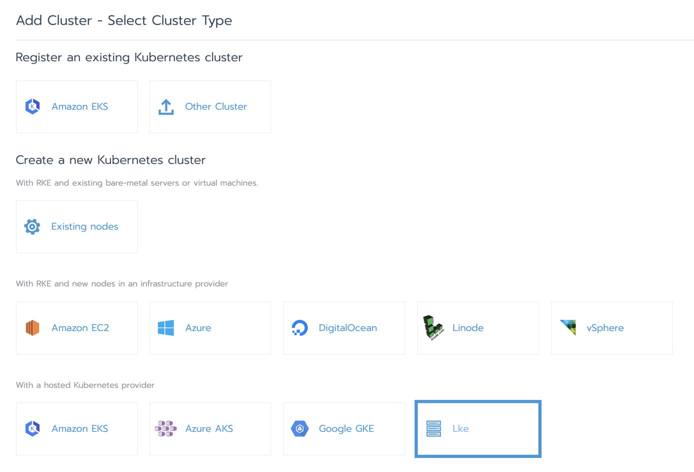 Add Cluster - Select Cluster Type
Register an existing Kubernetes cluster
Amazon EKS
Other Cluster
Create a new Kubernetes cluster
With RKE and existing bare-metal servers or virtual machines.
Existing nodes
With RKE and new nodes in an infrastructure provider
Amazon EC2
Azure
DigitalOcean
Linode
vSphere
With a hosted Kubernetes provider
Amazon EKS
Azure AKS
Google GKE
Lke